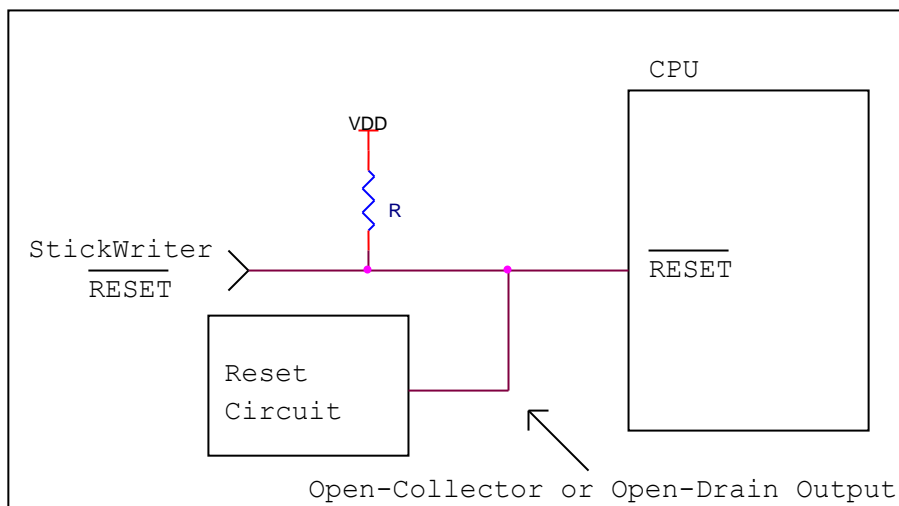 CPU
VDD
R
StickWriter
RESET
RESET
Reset
Circuit
Open-Collector or Open-Drain Output